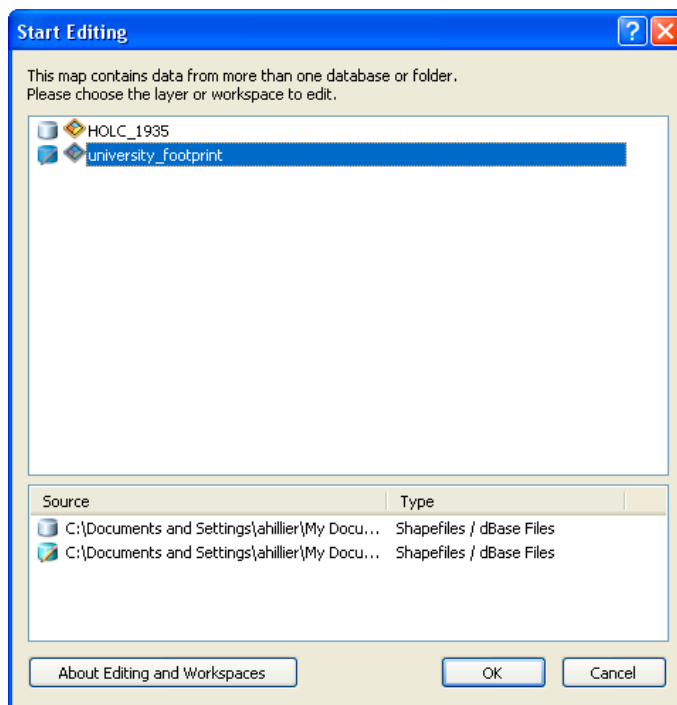 Start Editing
This map contains data from more than one database or folder.
Please choose the layer or workspace to edit.
HOLC_1935
university_footprint
Source Type
C:\Documents and Settings\ahillier\My Docu... Shapefiles / dBase Files
C:\Documents and Settings\ahillier\My Docu... Shapefiles / dBase Files
About Editing and Workspaces OK Cancel